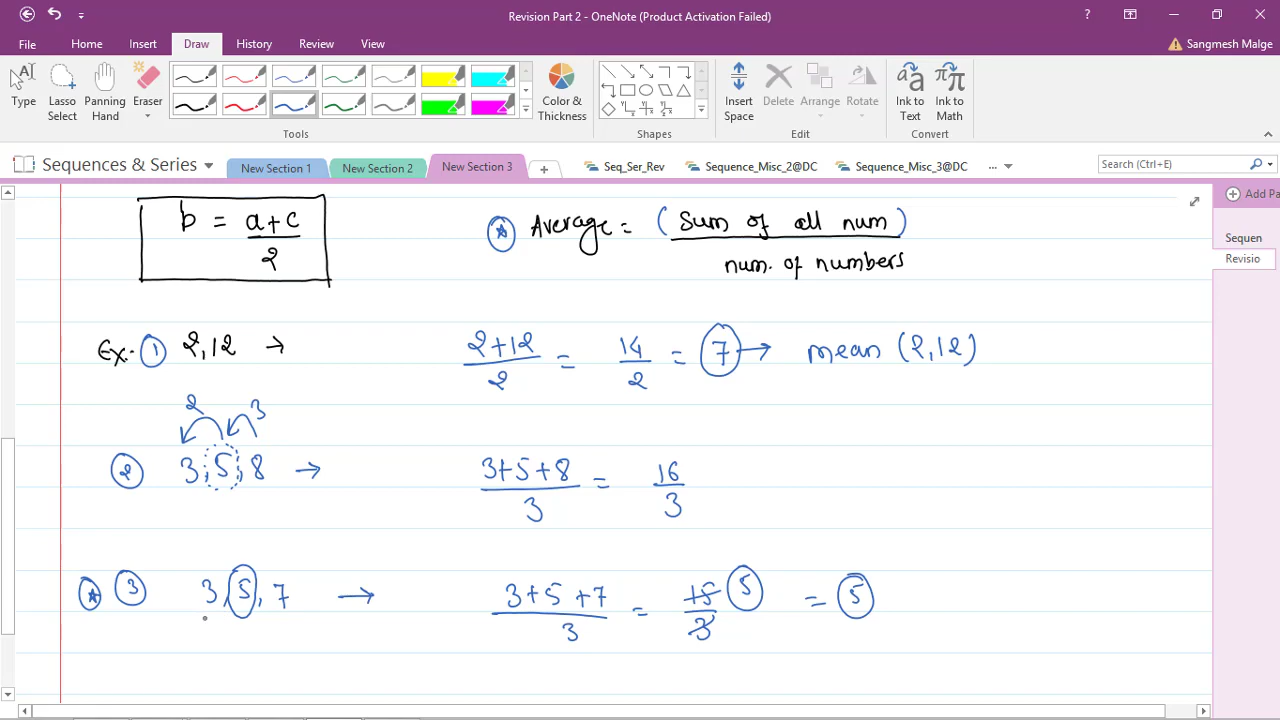 Revision Part 2 - OneNote (Product Activation Failed)
?
File Home Insert Draw History Review View
Sangmesh Malge
Type Lasso Select Panning Hand Eraser
Color & Thickness
Insert Space Delete Arrange Rotate
Ink to Text Ink to Math
Tools Shapes Edit Convert
Sequences & Series New Section 1 New Section 2 New Section 3 + Seq_Ser_Rev Sequence_Misc_2@DC Sequence_Misc_3@DC ... Search (Ctrl+E)
Add Pa
Sequen
Revisio
b = a+c / 2
Average = (Sum of all num) / num. of numbers
Ex. 1 2,12 → 2+12 / 2 = 14 / 2 = 7 → mean (2,12)
2 3
2 3,5,8 → 3+5+8 / 3 = 16 / 3
3 3,5,7 → 3+5+7 / 3 = 15 / 3 5 = 5